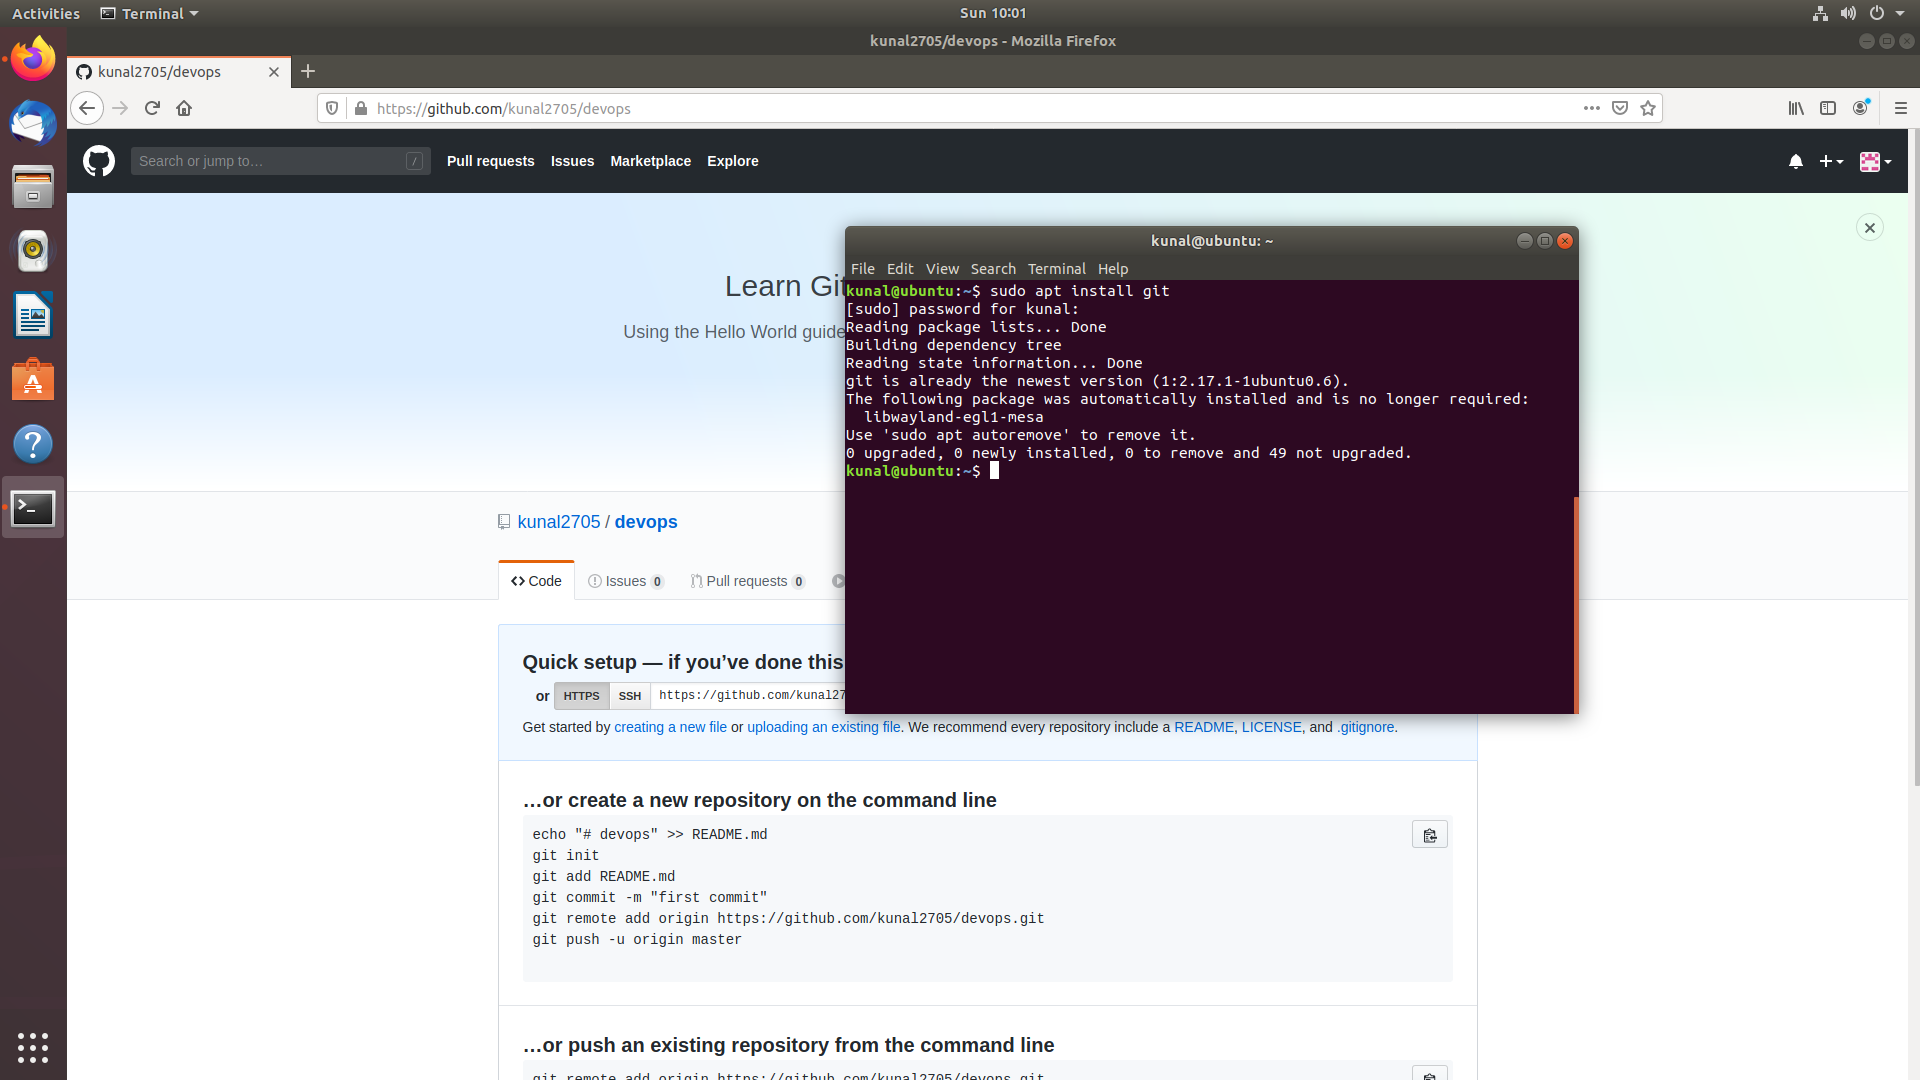 Activities Terminal Sun 10:01
kunal2705/devops - Mozilla Firefox
kunal2705/devops
https://github.com/kunal2705/devops
Search or jump to… / Pull requests Issues Marketplace Explore
Learn Git
Using the Hello World guide
kunal@ubuntu: ~
File Edit View Search Terminal Help
kunal@ubuntu:~$ sudo apt install git
[sudo] password for kunal:
Reading package lists... Done
Building dependency tree
Reading state information... Done
git is already the newest version (1:2.17.1-1ubuntu0.6).
The following package was automatically installed and is no longer required:
libwayland-egl1-mesa
Use 'sudo apt autoremove' to remove it.
0 upgraded, 0 newly installed, 0 to remove and 49 not upgraded.
kunal@ubuntu:~$
kunal2705 / devops
Code Issues 0 Pull requests 0
Quick setup — if you’ve done this
or HTTPS SSH https://github.com/kunal27
Get started by creating a new file or uploading an existing file. We recommend every repository include a README, LICENSE, and .gitignore.
…or create a new repository on the command line
echo "# devops" >> README.md
git init
git add README.md
git commit -m "first commit"
git remote add origin https://github.com/kunal2705/devops.git
git push -u origin master
…or push an existing repository from the command line
git remote add origin https://github.com/kunal2705/devops.git